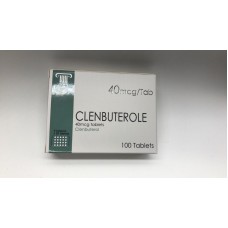 40mcg/Tab
CLENBUTEROLE
40mcg tablets
Clenbuterol
100 Tablets